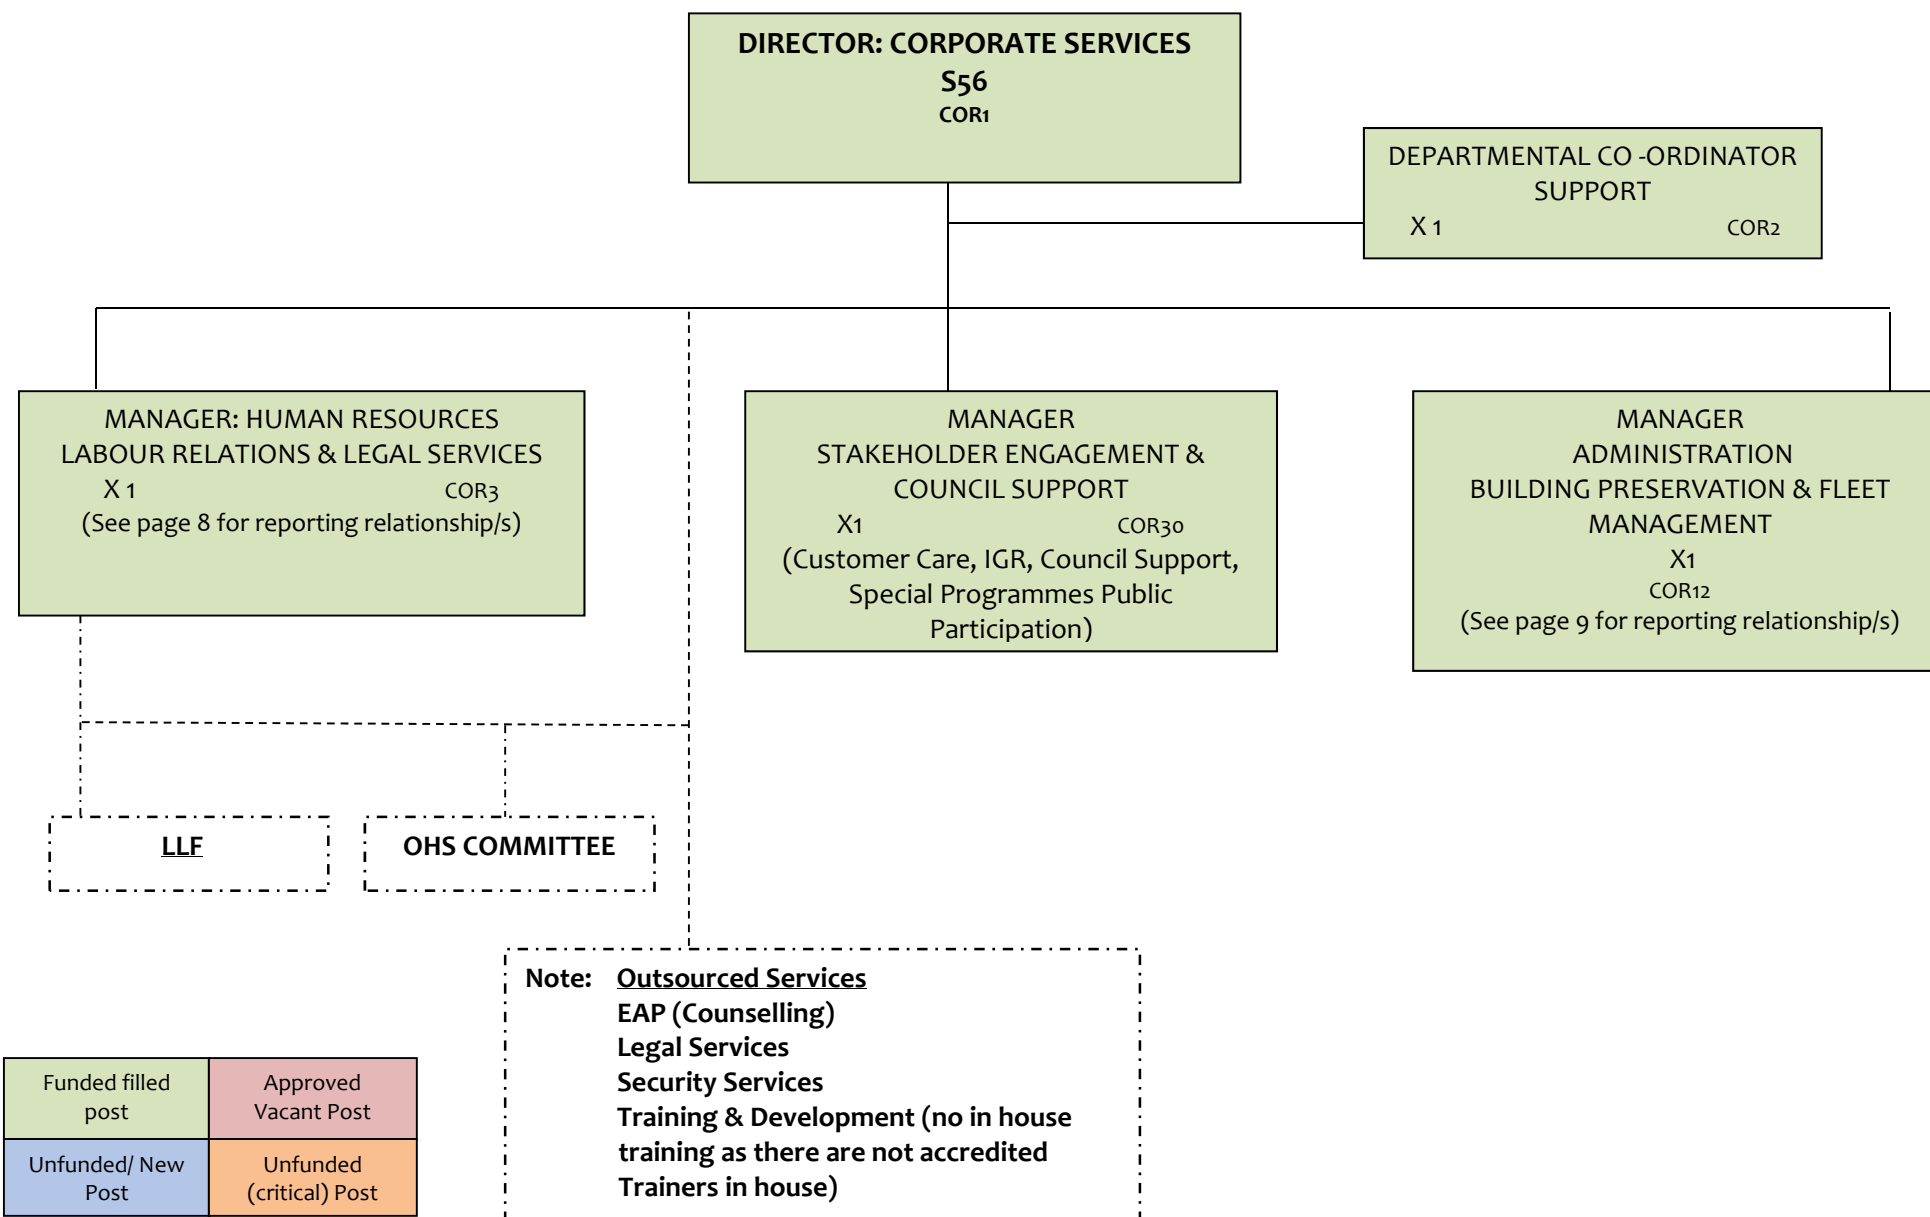 DIRECTOR: CORPORATE SERVICES
S56
COR1
DEPARTMENTAL CO -ORDINATOR
SUPPORT
X 1 COR2
MANAGER: HUMAN RESOURCES
LABOUR RELATIONS & LEGAL SERVICES
X 1 COR3
(See page 8 for reporting relationship/s)
MANAGER
STAKEHOLDER ENGAGEMENT &
COUNCIL SUPPORT
X1 COR30
(Customer Care, IGR, Council Support,
Special Programmes Public
Participation)
MANAGER
ADMINISTRATION
BUILDING PRESERVATION & FLEET
MANAGEMENT
X1
COR12
(See page 9 for reporting relationship/s)
LLF
OHS COMMITTEE
Note: Outsourced Services
EAP (Counselling)
Legal Services
Security Services
Training & Development (no in house
training as there are not accredited
Trainers in house)
Funded filled
post
Approved
Vacant Post
Unfunded/ New
Post
Unfunded
(critical) Post